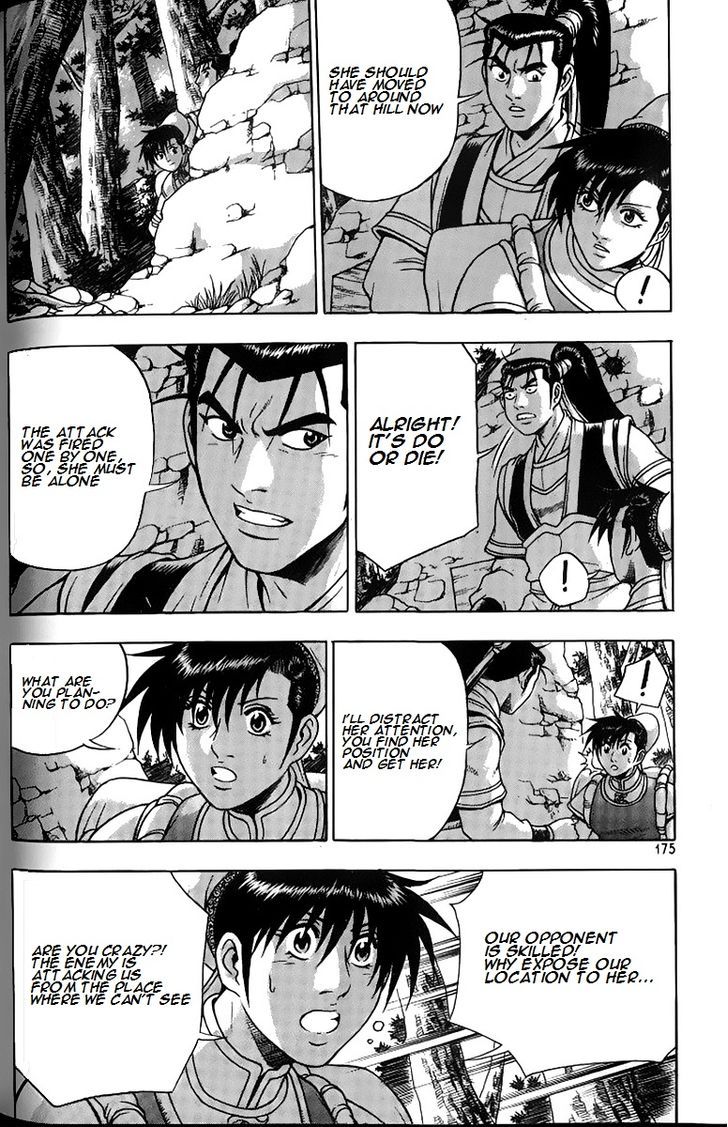 SHE SHOULD
HAVE MOVED
TO AROUND
THAT HILL NOW
!
THE ATTACK
WAS FIRED
ONE BY ONE,
SO, SHE MUST
BE ALONE
ALRIGHT!
IT'S DO
OR DIE!
!
WHAT ARE
YOU PLAN-
NING TO DO?
I'LL DISTRACT
HER ATTENTION,
YOU FIND HER
POSITION
AND GET HER!
!
175
ARE YOU CRAZY?!
THE ENEMY IS
ATTACKING US
FROM THE PLACE
WHERE WE CAN'T SEE
OUR OPPONENT
IS SKILLED!
WHY EXPOSE OUR
LOCATION TO HER...